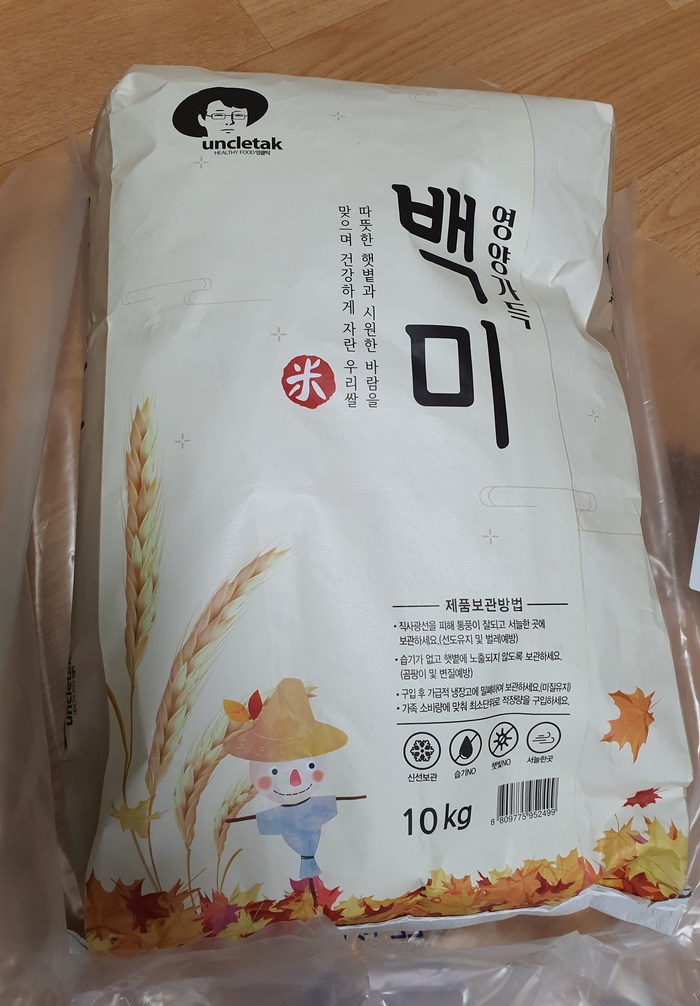 uncletak
HEALTHY FOOD 엉클탁
영양가득
백미
따뜻한 햇볕과 시원한 바람을
맞으며 건강하게 자란 우리쌀
米
제품보관방법
• 직사광선을 피해 통풍이 잘되고 서늘한 곳에
보관하세요.(선도유지 및 벌레예방)
• 습기가 없고 햇볕에 노출되지 않도록 보관하세요.
(곰팡이 및 변질예방)
• 구입 후 가급적 냉장고에 밀폐하여 보관하세요.(미질유지)
• 가족 소비량에 맞춰 최소단위로 적정량을 구입하세요.
신선보관 습기NO 햇빛NO 서늘한곳
10kg
8 809775 952499
uncletak